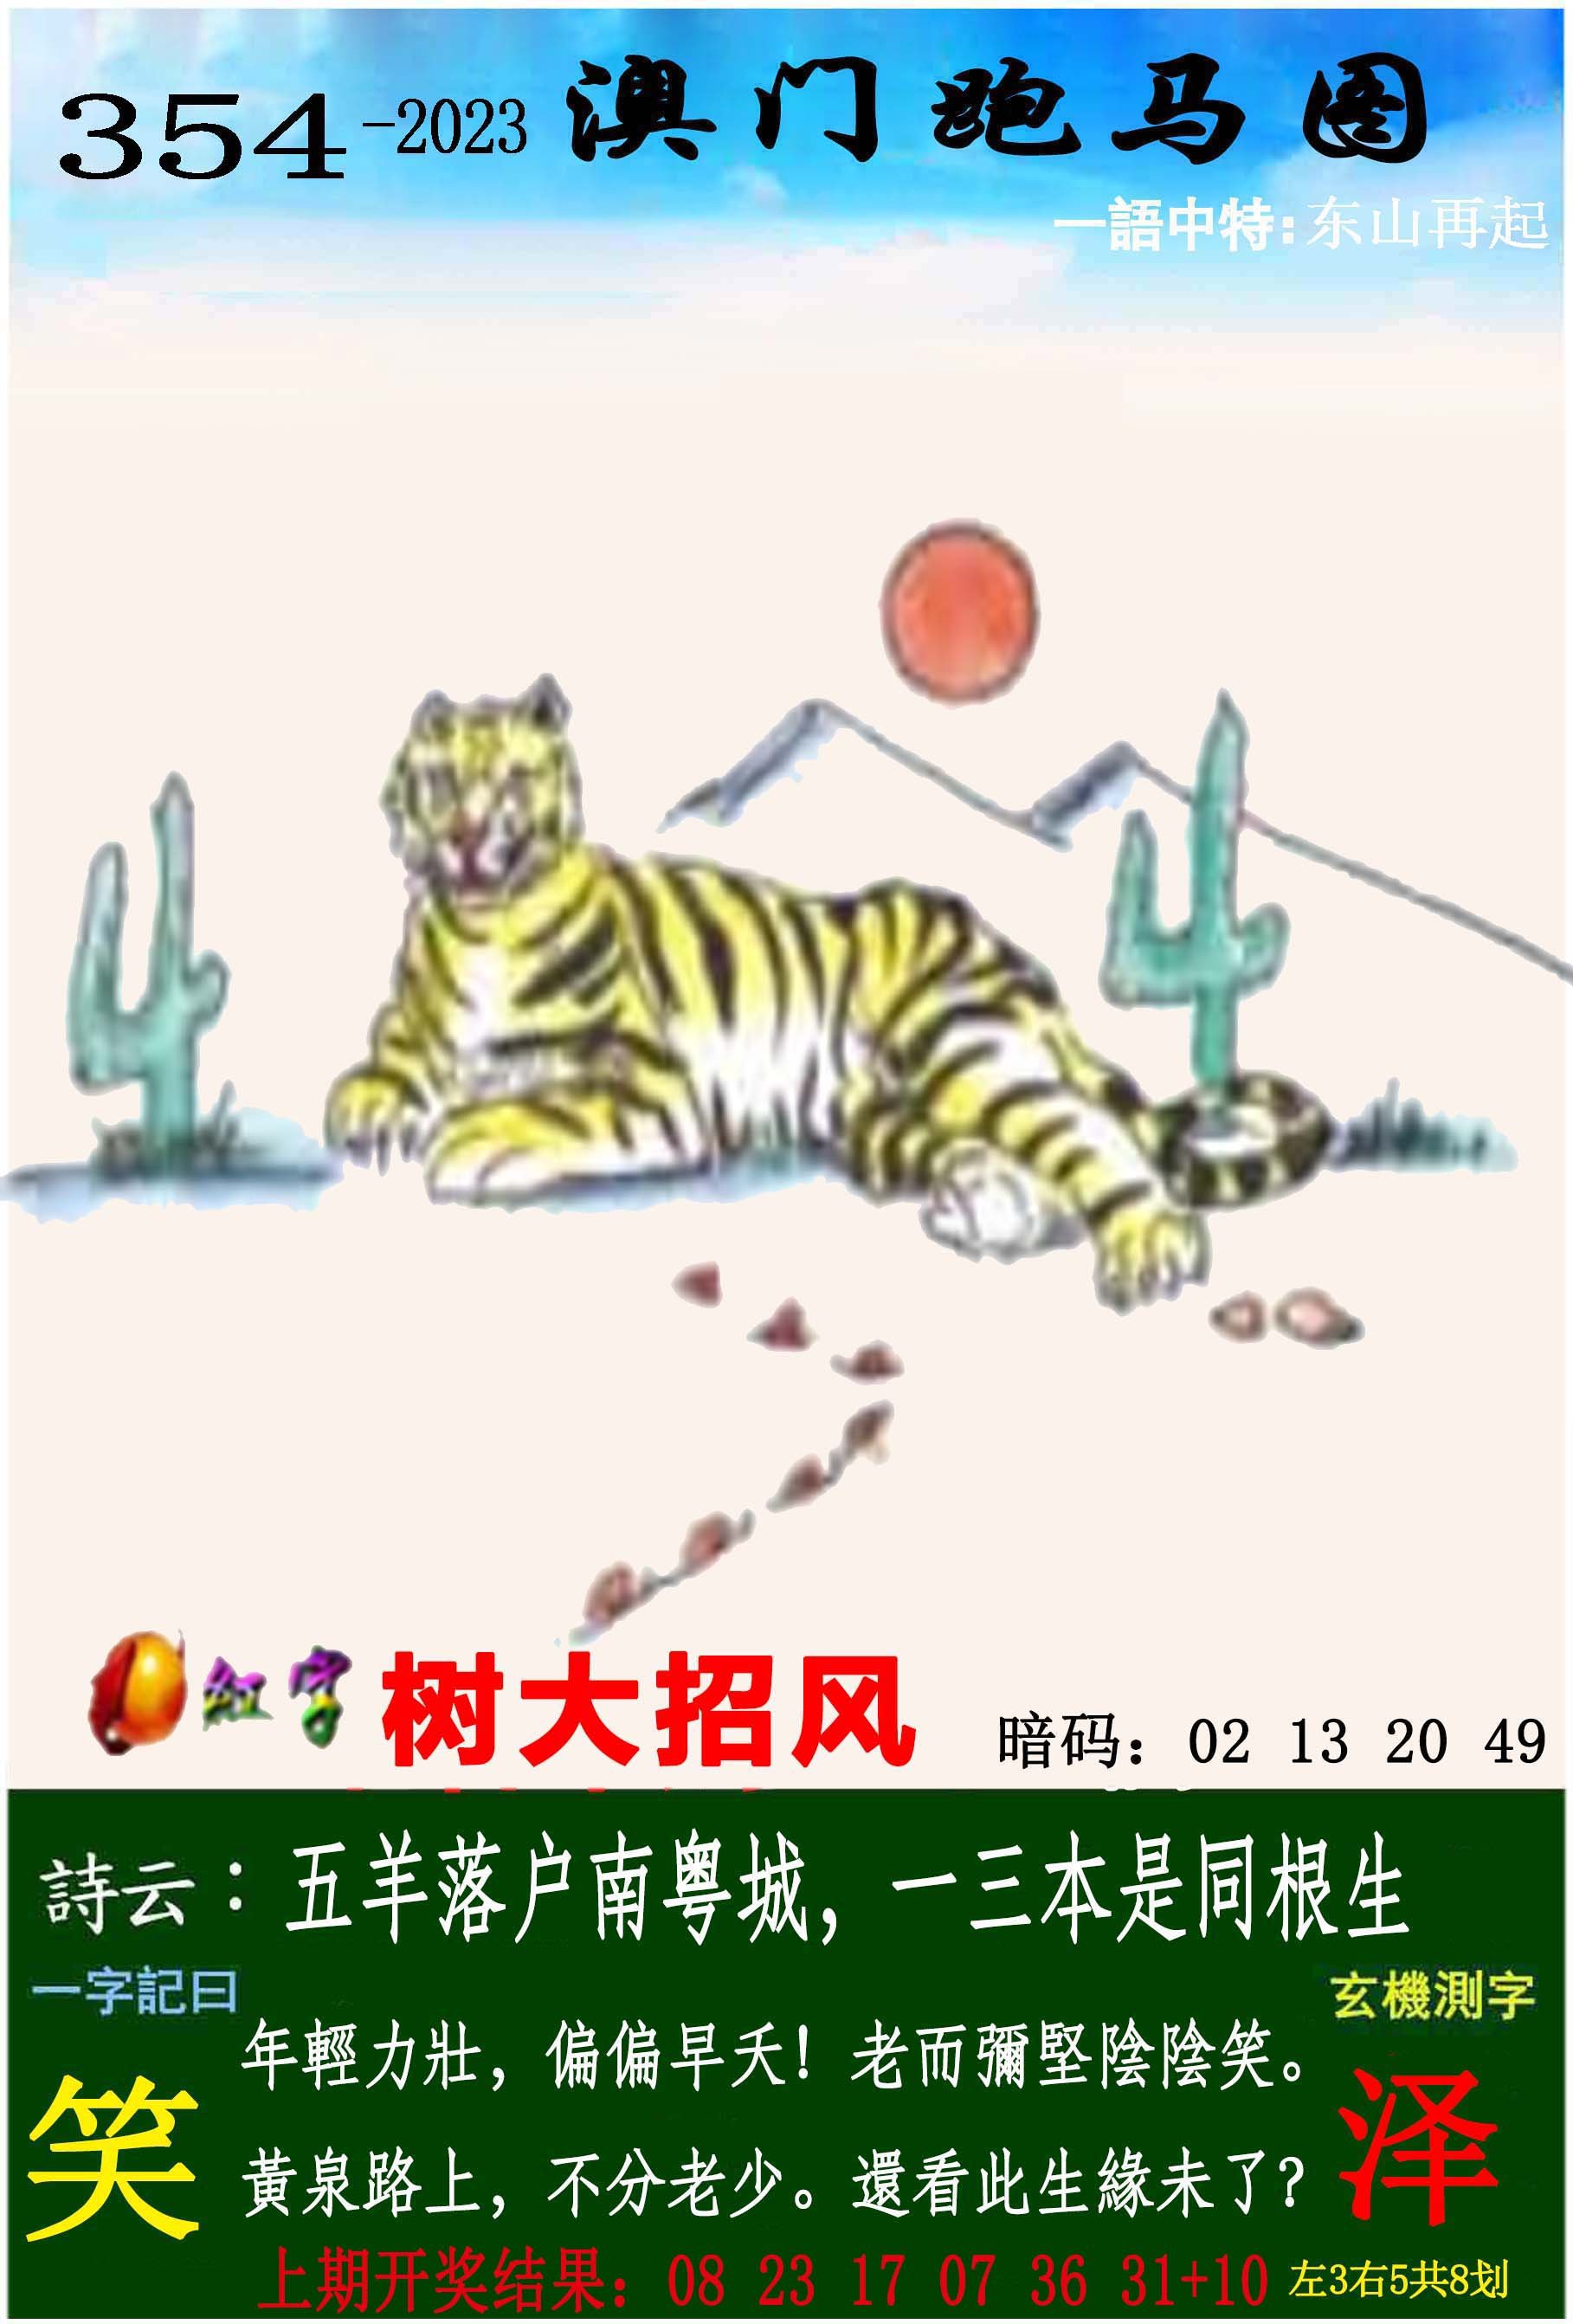 354-2023 澳门跑马图
一語中特:东山再起
红字 树大招风
暗码：02 13 20 49
詩云：五羊落户南粤城，一三本是同根生
一字記曰
玄機測字
年輕力壯，偏偏早夭！老而彌堅陰陰笑。
笑
泽
黃泉路上，不分老少。還看此生緣未了？
上期开奖结果：08 23 17 07 36 31+10 左3右5共8划